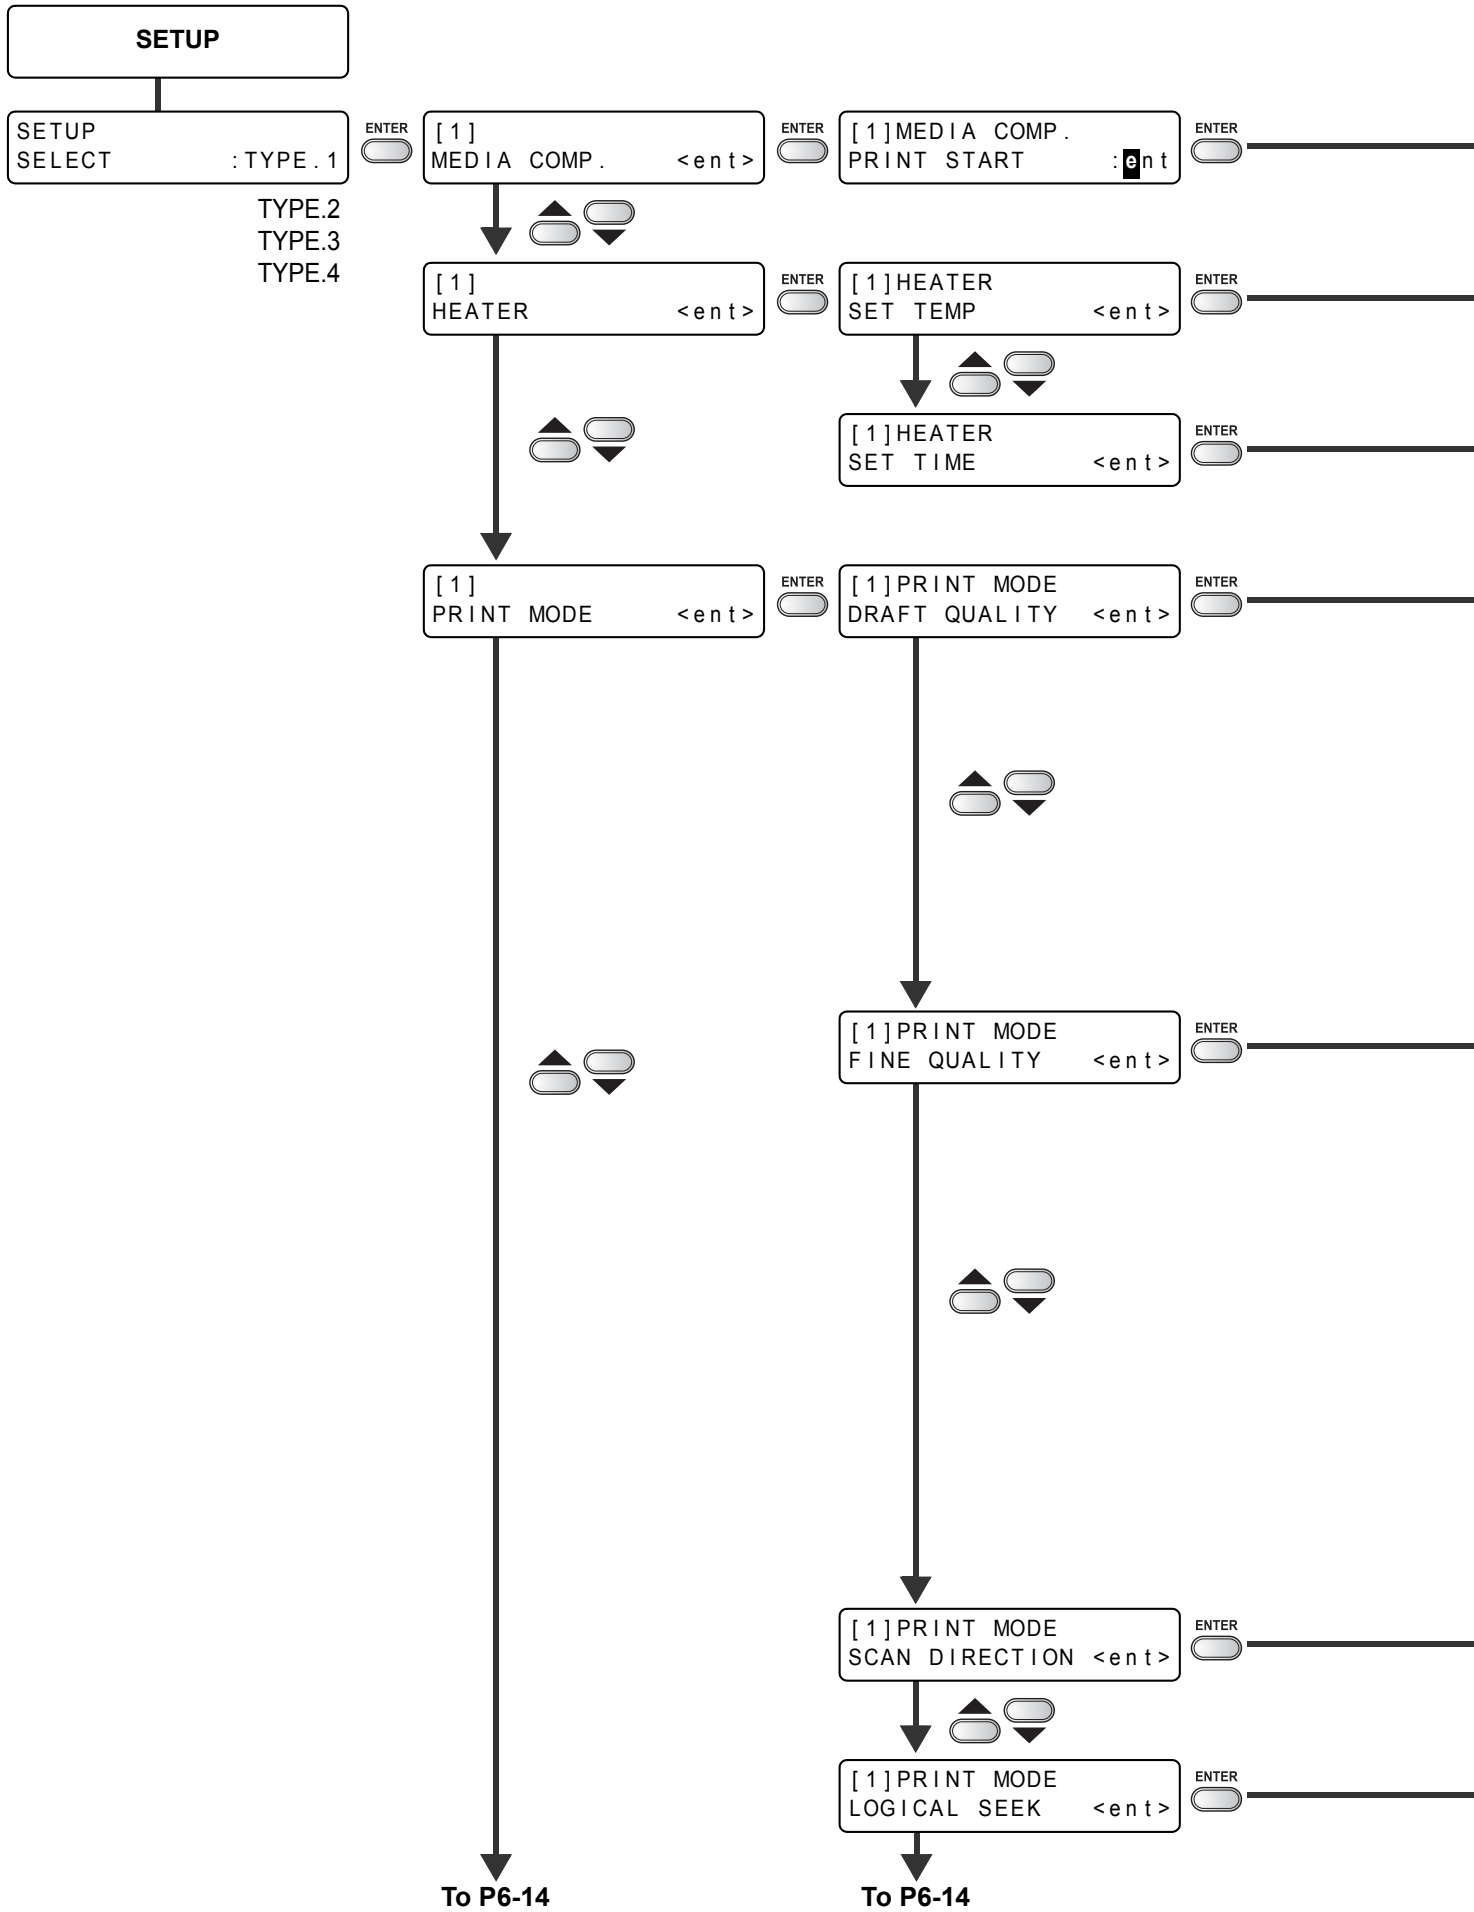 SETUP
SETUP
SELECT :TYPE.1
TYPE.2
TYPE.3
TYPE.4
ENTER
[1]
MEDIA COMP. <ent>
ENTER
[1]MEDIA COMP.
PRINT START :ent
ENTER
[1]
HEATER <ent>
ENTER
[1]HEATER
SET TEMP <ent>
ENTER
[1]HEATER
SET TIME <ent>
ENTER
[1]
PRINT MODE <ent>
ENTER
[1]PRINT MODE
DRAFT QUALITY <ent>
ENTER
[1]PRINT MODE
FINE QUALITY <ent>
ENTER
[1]PRINT MODE
SCAN DIRECTION <ent>
ENTER
[1]PRINT MODE
LOGICAL SEEK <ent>
ENTER
To P6-14
To P6-14